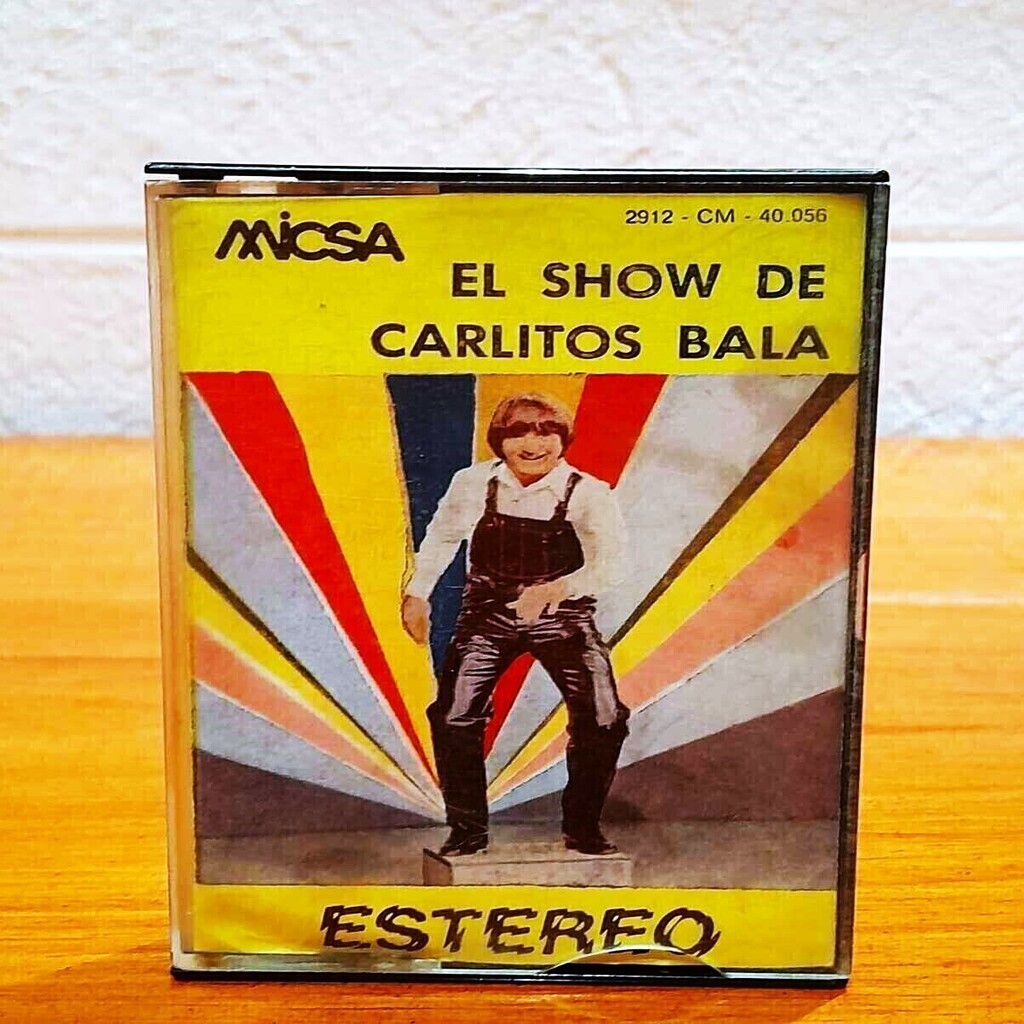 MICSA
2912 - CM - 40.056
EL SHOW DE
CARLITOS BALA
ESTEREO